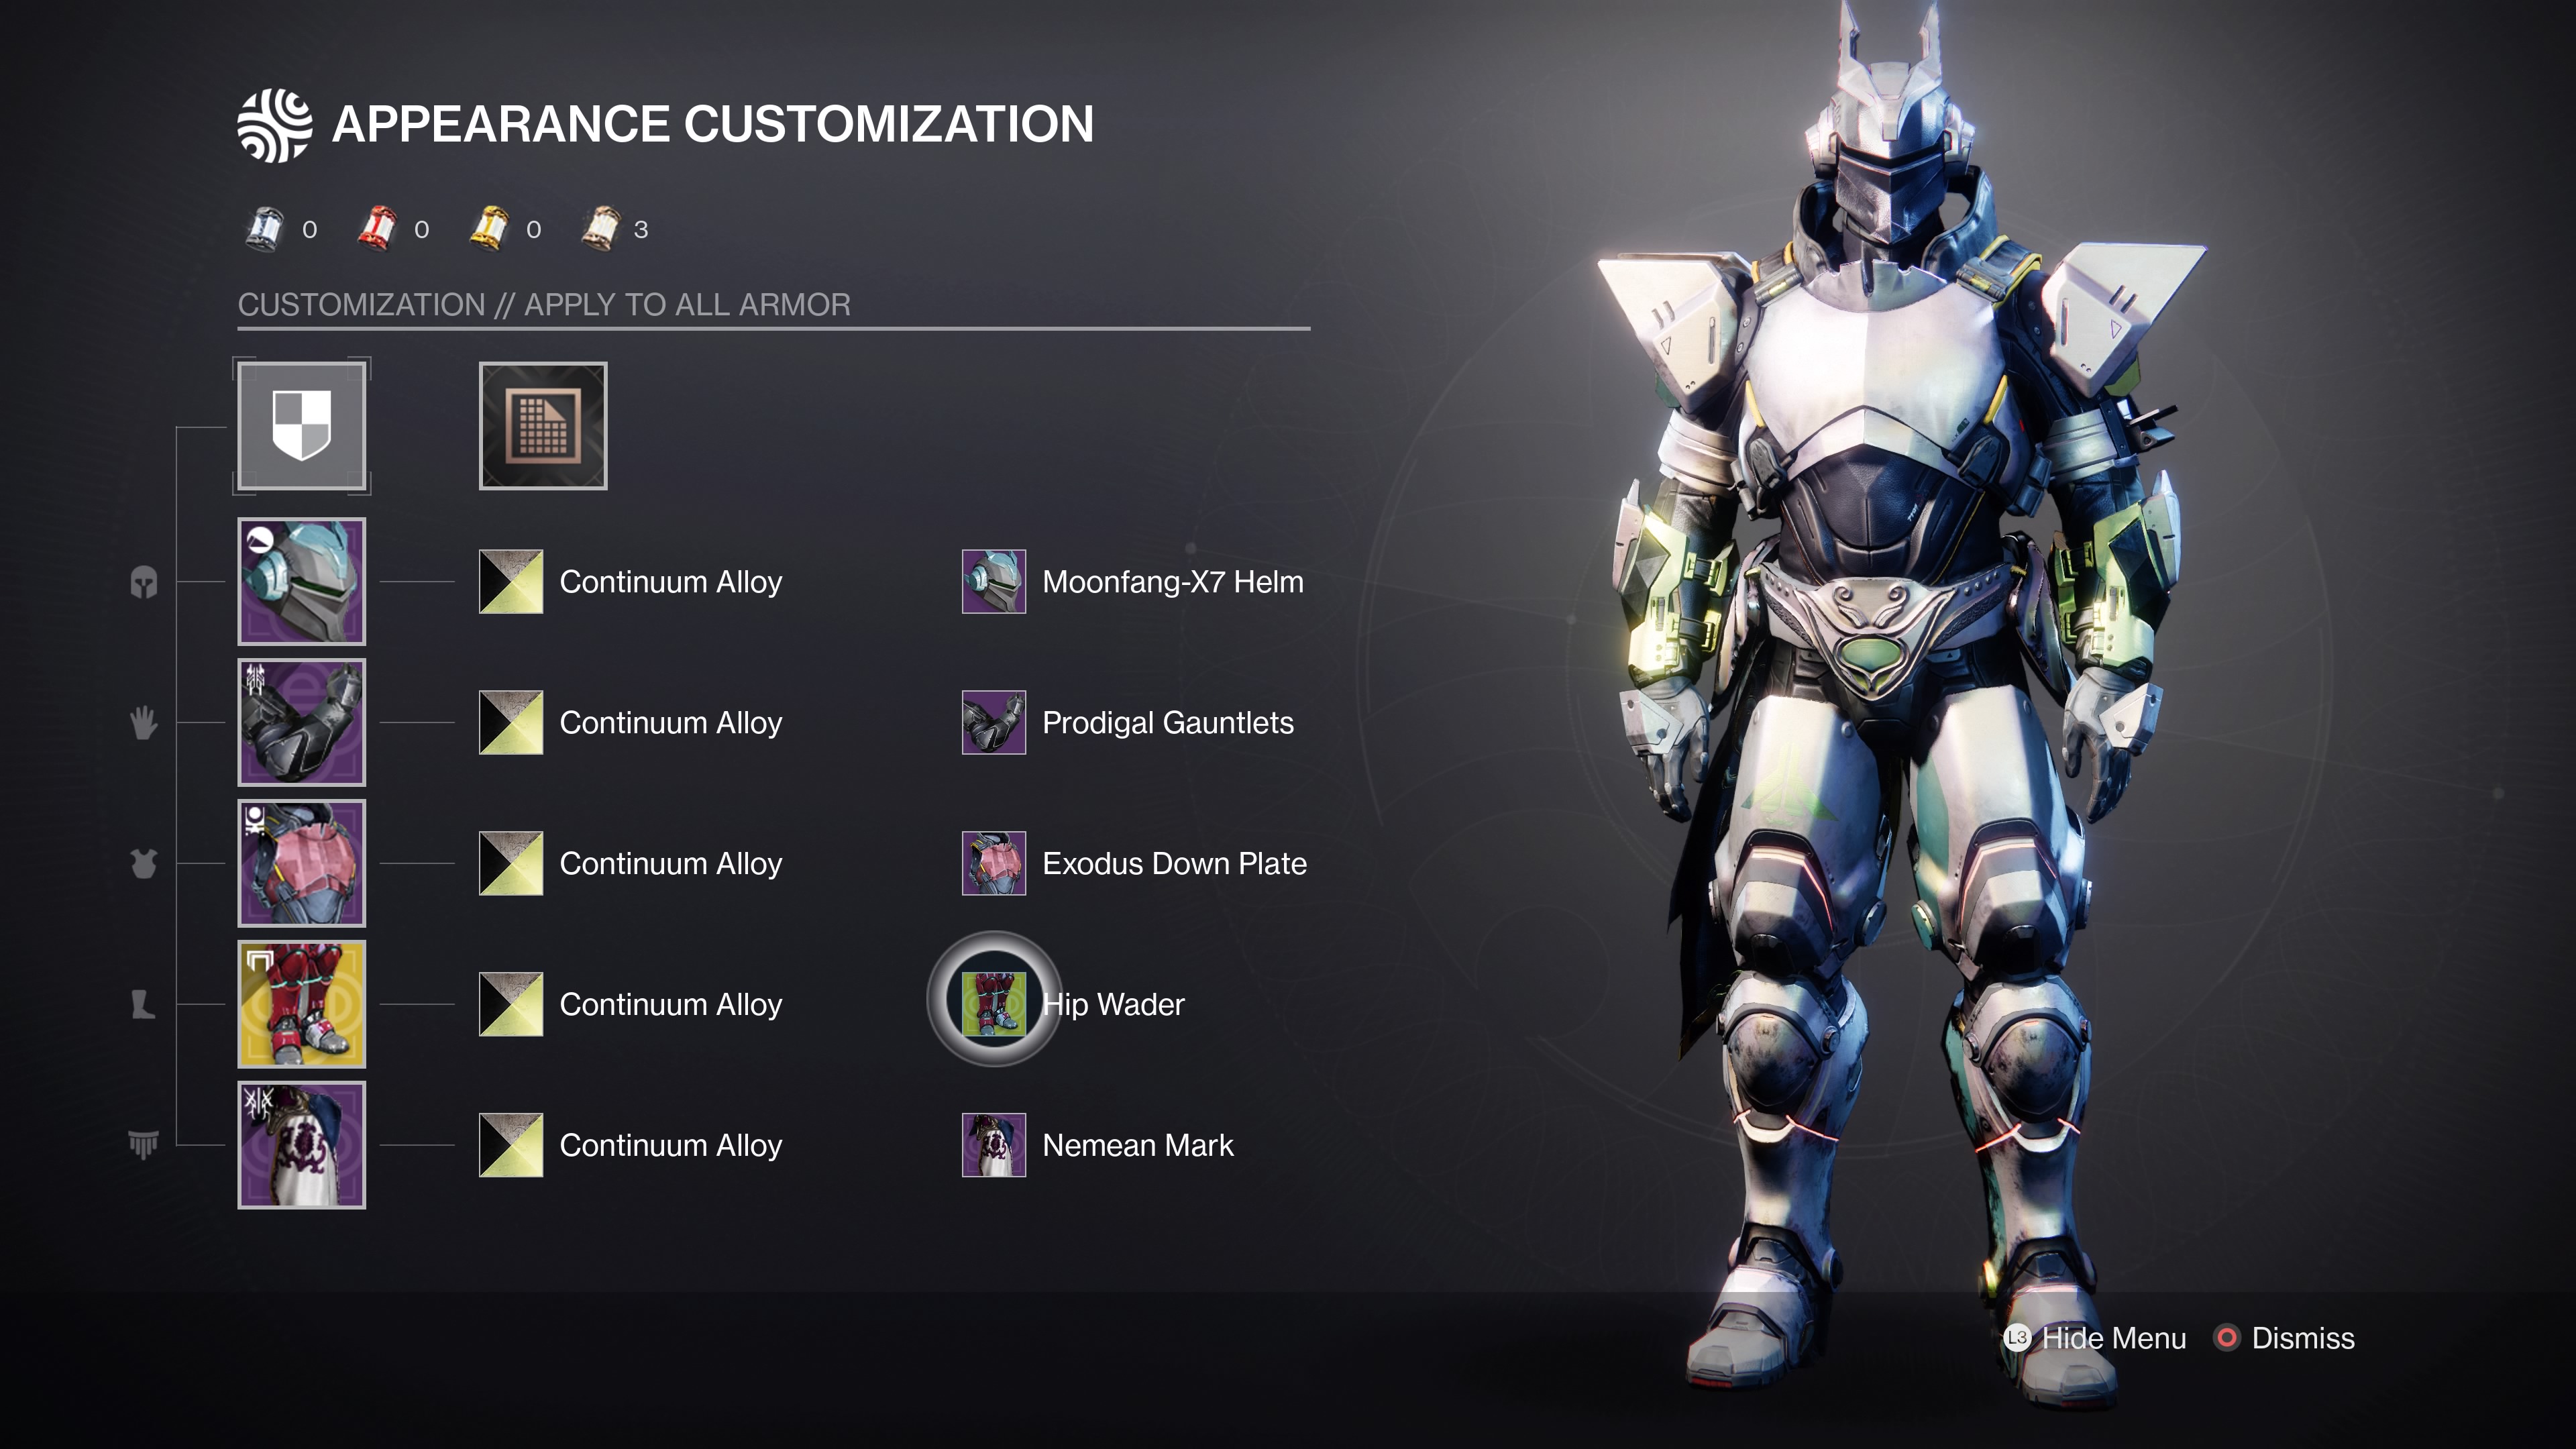 APPEARANCE CUSTOMIZATION
0 0 0 3
CUSTOMIZATION // APPLY TO ALL ARMOR
Continuum Alloy Moonfang-X7 Helm
Continuum Alloy Prodigal Gauntlets
Continuum Alloy Exodus Down Plate
Continuum Alloy Hip Wader
Continuum Alloy Nemean Mark
L3 Hide Menu Dismiss